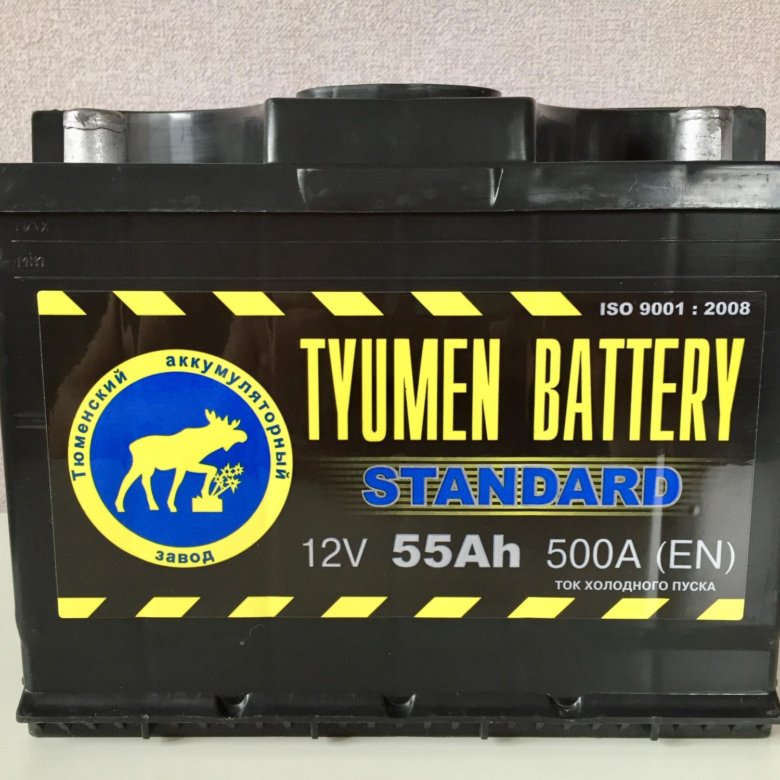 max
min
ISO 9001 : 2008
Тюменский аккумуляторный
завод
TYUMEN BATTERY
STANDARD
12V 55Ah 500A (EN)
ТОК ХОЛОДНОГО ПУСКА